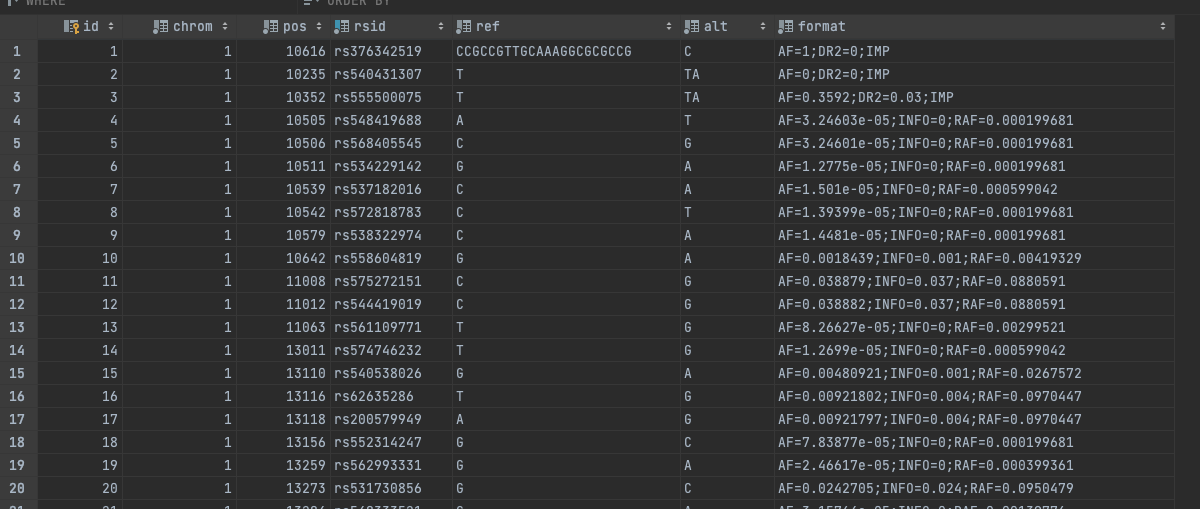 WHERE ORDER BY
id chrom pos rsid ref alt format
1 1 1 10616 rs376342519 CCGCCGTTGCAAAGGCGCGCCG C AF=1;DR2=0;IMP
2 2 1 10235 rs540431307 T TA AF=0;DR2=0;IMP
3 3 1 10352 rs555500075 T TA AF=0.3592;DR2=0.03;IMP
4 4 1 10505 rs548419688 A T AF=3.24603e-05;INFO=0;RAF=0.000199681
5 5 1 10506 rs568405545 C G AF=3.24601e-05;INFO=0;RAF=0.000199681
6 6 1 10511 rs534229142 G A AF=1.2775e-05;INFO=0;RAF=0.000199681
7 7 1 10539 rs537182016 C A AF=1.501e-05;INFO=0;RAF=0.000599042
8 8 1 10542 rs572818783 C T AF=1.39399e-05;INFO=0;RAF=0.000199681
9 9 1 10579 rs538322974 C A AF=1.4481e-05;INFO=0;RAF=0.000199681
10 10 1 10642 rs558604819 G A AF=0.0018439;INFO=0.001;RAF=0.00419329
11 11 1 11008 rs575272151 C G AF=0.038879;INFO=0.037;RAF=0.0880591
12 12 1 11012 rs544419019 C G AF=0.038882;INFO=0.037;RAF=0.0880591
13 13 1 11063 rs561109771 T G AF=8.26627e-05;INFO=0;RAF=0.00299521
14 14 1 13011 rs574746232 T G AF=1.2699e-05;INFO=0;RAF=0.000599042
15 15 1 13110 rs540538026 G A AF=0.00480921;INFO=0.001;RAF=0.0267572
16 16 1 13116 rs62635286 T G AF=0.00921802;INFO=0.004;RAF=0.0970447
17 17 1 13118 rs200579949 A G AF=0.00921797;INFO=0.004;RAF=0.0970447
18 18 1 13156 rs552314247 G C AF=7.83877e-05;INFO=0;RAF=0.000199681
19 19 1 13259 rs562993331 G A AF=2.46617e-05;INFO=0;RAF=0.000399361
20 20 1 13273 rs531730856 G C AF=0.0242705;INFO=0.024;RAF=0.0950479